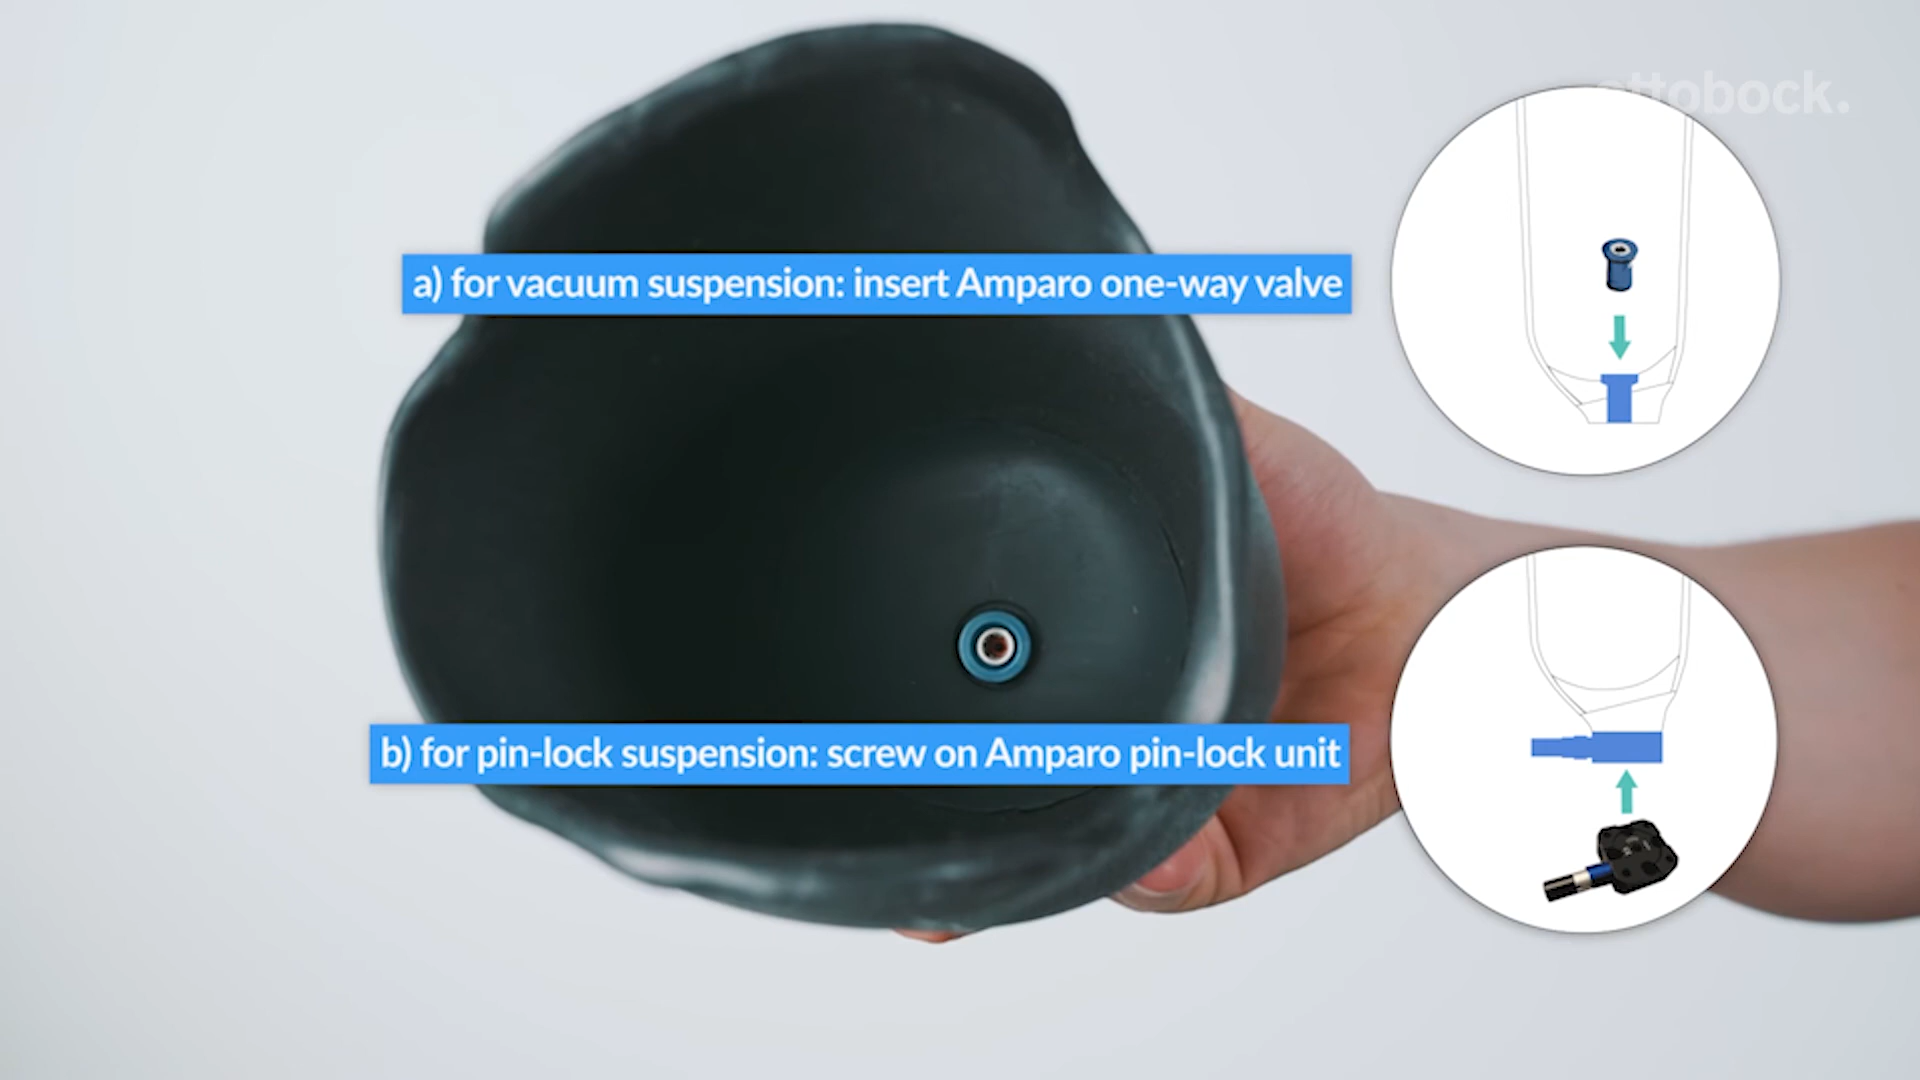 ottobock.
a) for vacuum suspension: insert Amparo one-way valve
b) for pin-lock suspension: screw on Amparo pin-lock unit